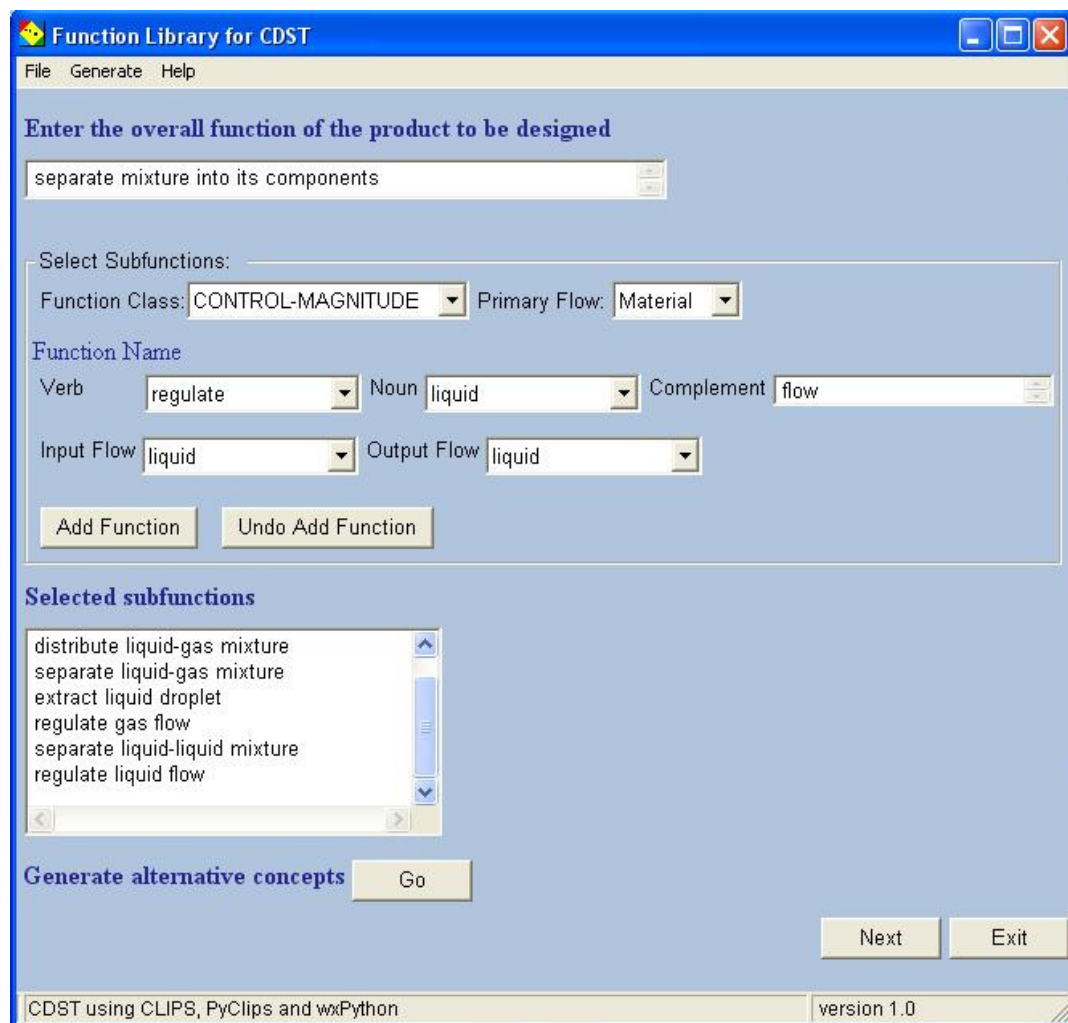 Function Library for CDST
File Generate Help
Enter the overall function of the product to be designed
separate mixture into its components
Select Subfunctions:
Function Class: CONTROL-MAGNITUDE Primary Flow: Material
Function Name
Verb regulate Noun liquid Complement flow
Input Flow liquid Output Flow liquid
Add Function Undo Add Function
Selected subfunctions
distribute liquid-gas mixture
separate liquid-gas mixture
extract liquid droplet
regulate gas flow
separate liquid-liquid mixture
regulate liquid flow
Generate alternative concepts Go
Next Exit
CDST using CLIPS, PyClips and wxPython version 1.0